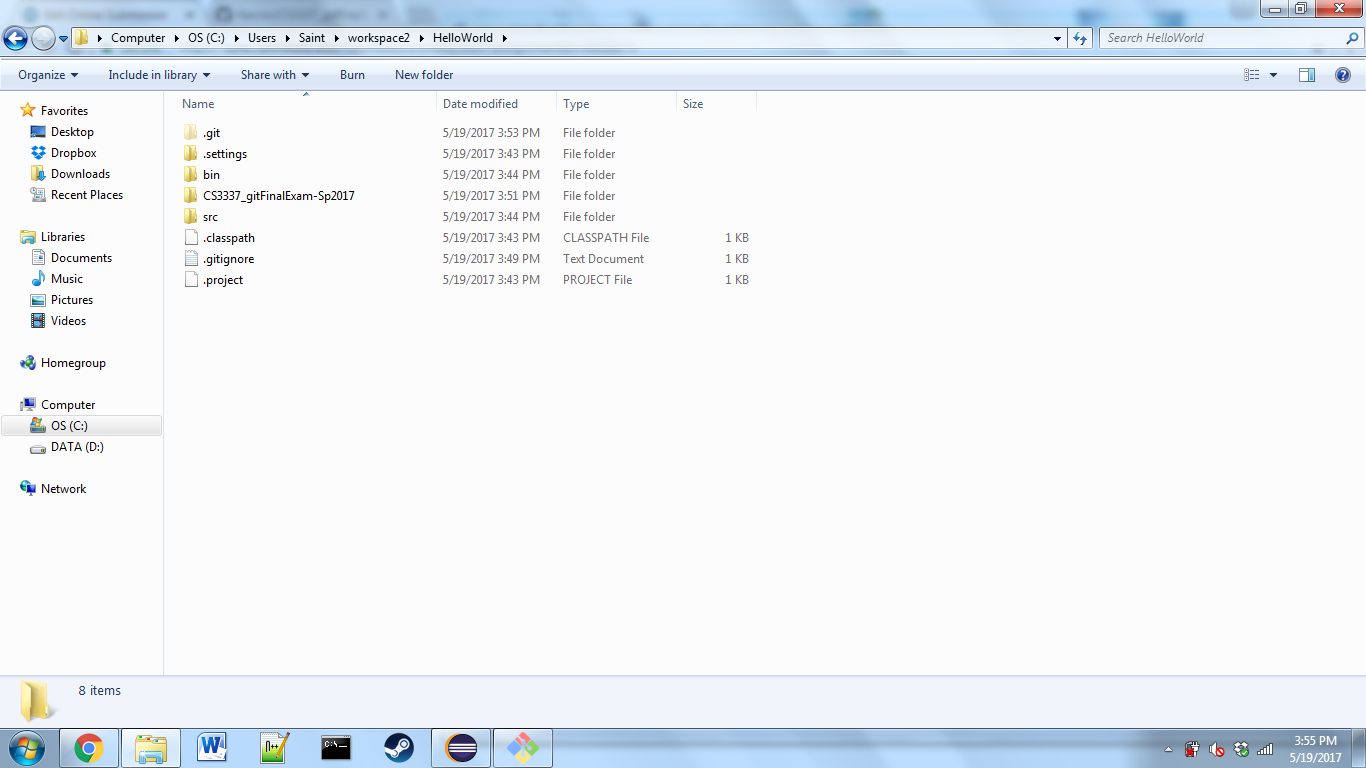 Computer OS (C:) Users Saint workspace2 HelloWorld
Search HelloWorld
Organize Include in library Share with Burn New folder
Favorites
Desktop
Dropbox
Downloads
Recent Places
Libraries
Documents
Music
Pictures
Videos
Homegroup
Computer
OS (C:)
DATA (D:)
Network
Name Date modified Type Size
.git 5/19/2017 3:53 PM File folder
.settings 5/19/2017 3:43 PM File folder
bin 5/19/2017 3:44 PM File folder
CS3337_gitFinalExam-Sp2017 5/19/2017 3:51 PM File folder
src 5/19/2017 3:44 PM File folder
.classpath 5/19/2017 3:43 PM CLASSPATH File 1 KB
.gitignore 5/19/2017 3:49 PM Text Document 1 KB
.project 5/19/2017 3:43 PM PROJECT File 1 KB
8 items
3:55 PM
5/19/2017